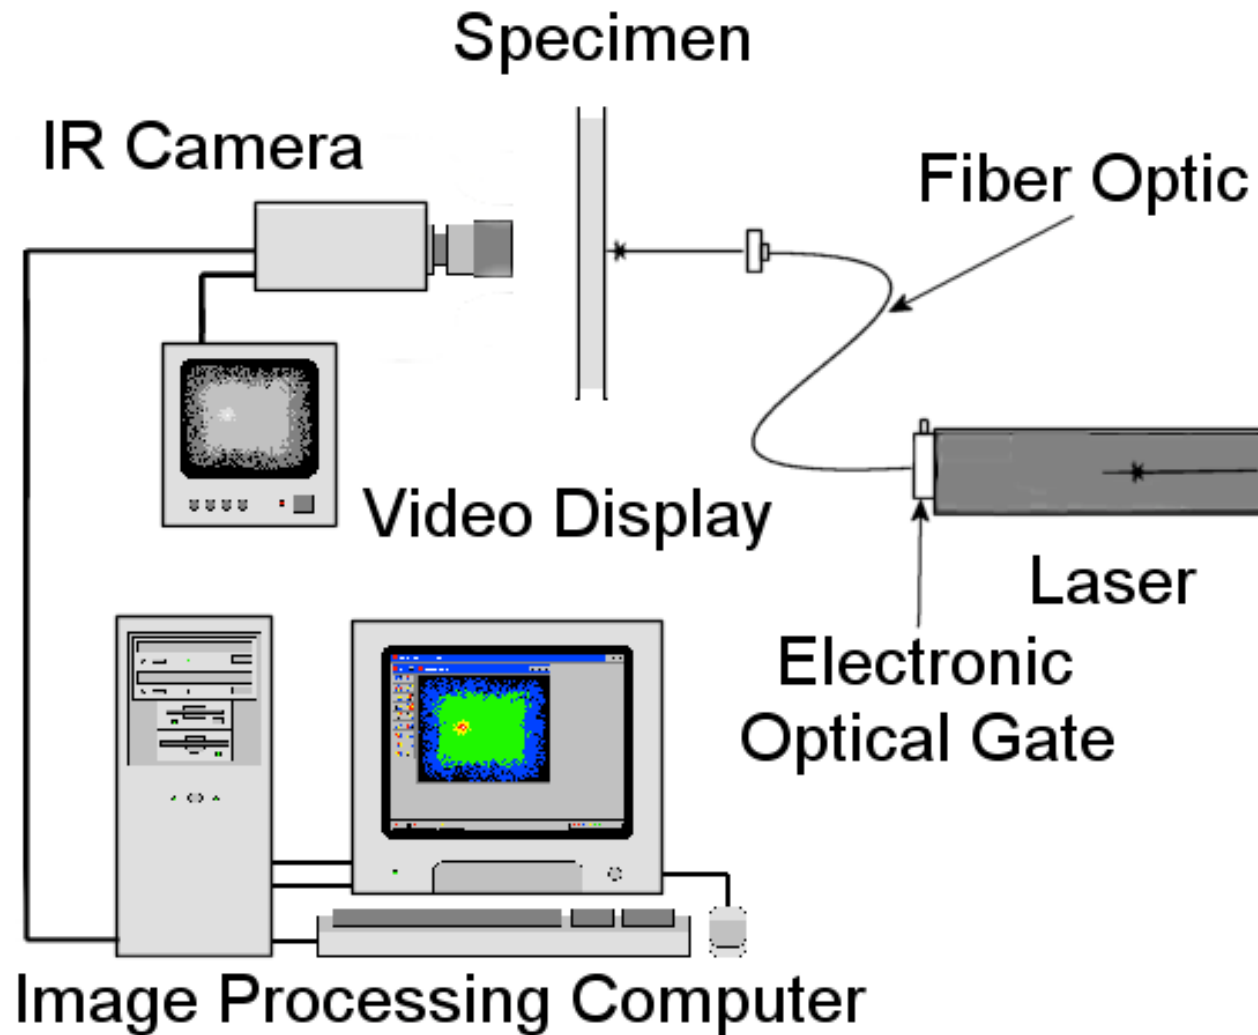 Specimen
IR Camera
Fiber Optic
Video Display
Laser
Electronic
Optical Gate
Image Processing Computer